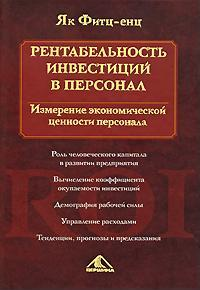 Як Фитц-енц
РЕНТАБЕЛЬНОСТЬ
ИНВЕСТИЦИЙ
В ПЕРСОНАЛ
Измерение экономической
ценности персонала
Роль человеческого капитала
в развитии предприятия
Вычисление коэффициента
окупаемости инвестиций
Демография рабочей силы
Управление расходами
Тенденции, прогнозы и предсказания
ВЕРШИНА